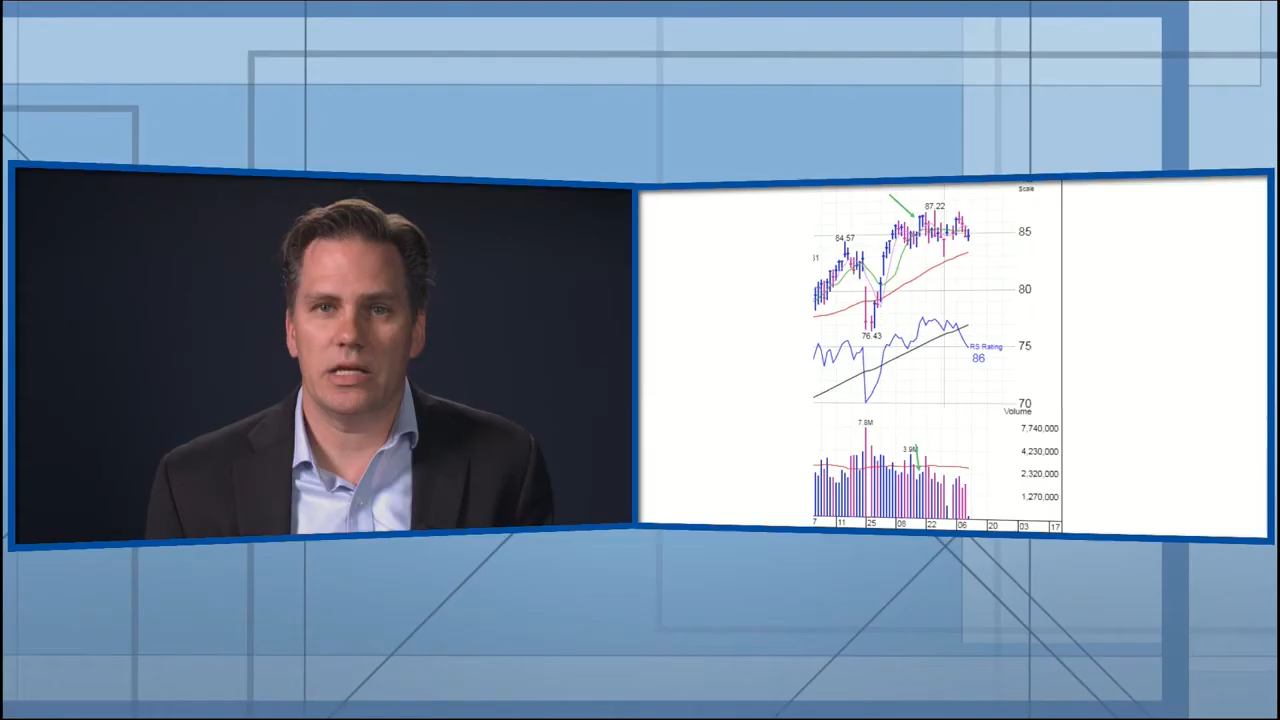 Scale
87.22
84.57
85
31
80
76.43
RS Rating
75
86
70
Volume
7.8M
7,740,000
3.9M
4,230,000
2,320,000
1,270,000
7 11 25 08 22 06 20 03 17